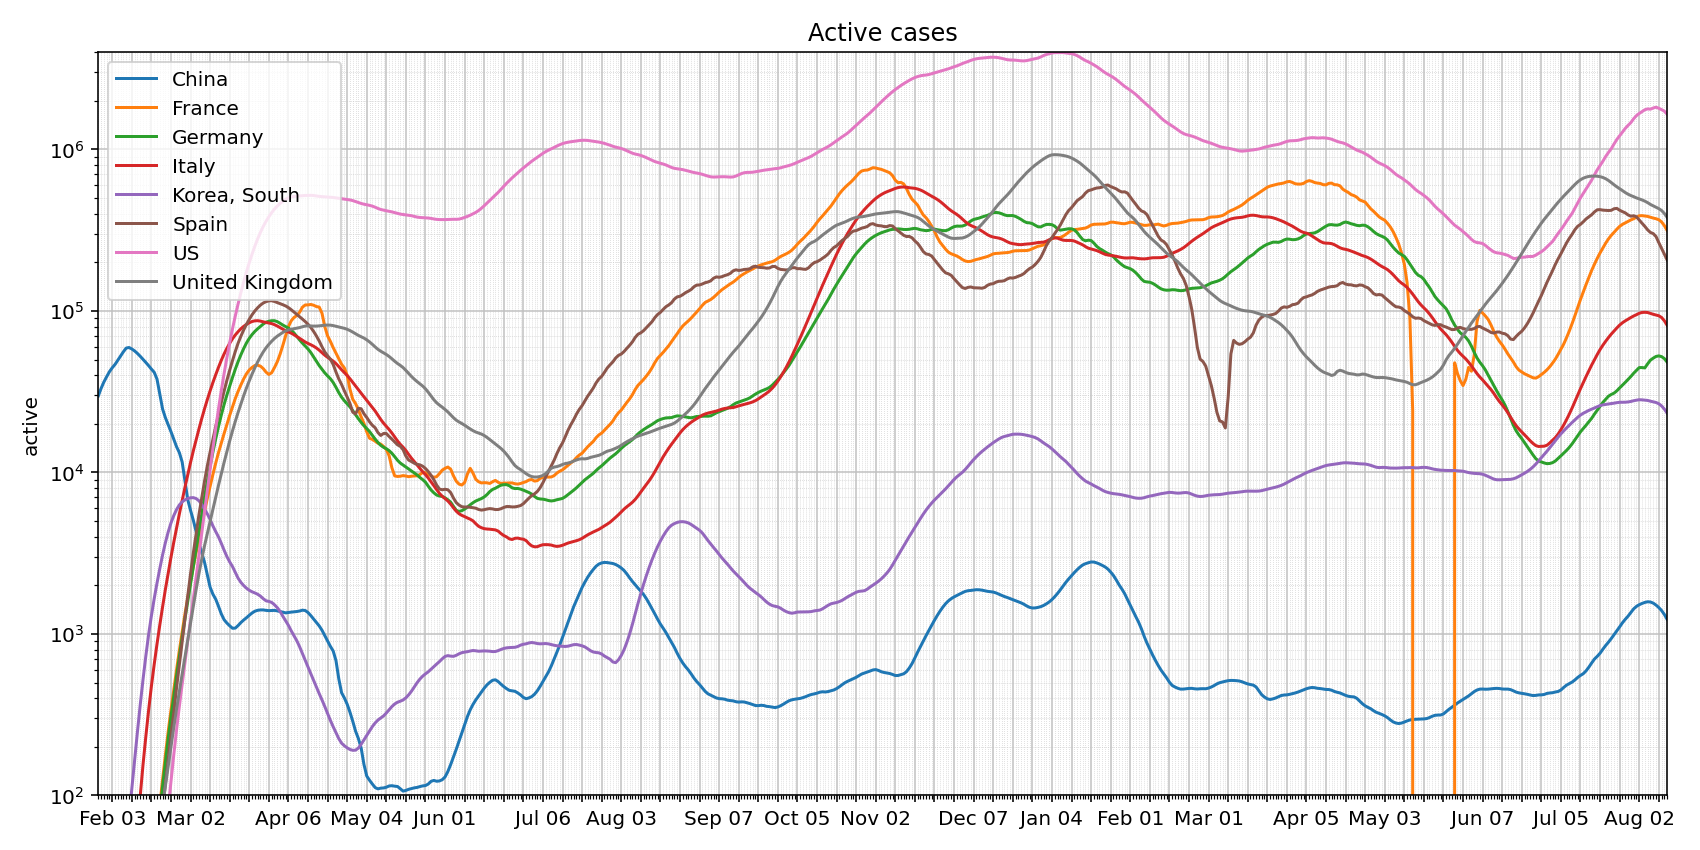 Active cases
China
France
Germany
Italy
Korea, South
Spain
US
United Kingdom
active
10^6
10^5
10^4
10^3
10^2
Feb 03 Mar 02 Apr 06 May 04 Jun 01 Jul 06 Aug 03 Sep 07 Oct 05 Nov 02 Dec 07 Jan 04 Feb 01 Mar 01 Apr 05 May 03 Jun 07 Jul 05 Aug 02